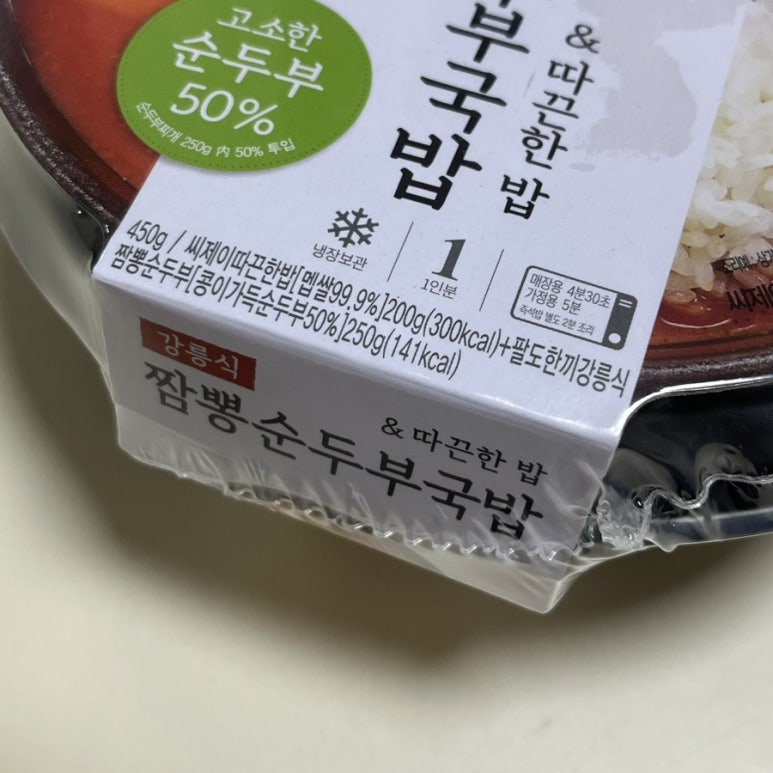 고소한
순두부
50%
순두부찌개 250g 内 50% 투입
부국밥
& 따끈한 밥
냉장보관
1
1인분
매장용 4분30초
가정용 5분
즉석밥 별도 2분 조리
450g / 씨제이따끈한밥[멥쌀99.9%]200g(300kcal)+팔도한끼강릉식
짬뽕순두부[콩이가득순두부50%]250g(141kcal)
강릉식
짬뽕순두부국밥
& 따끈한 밥